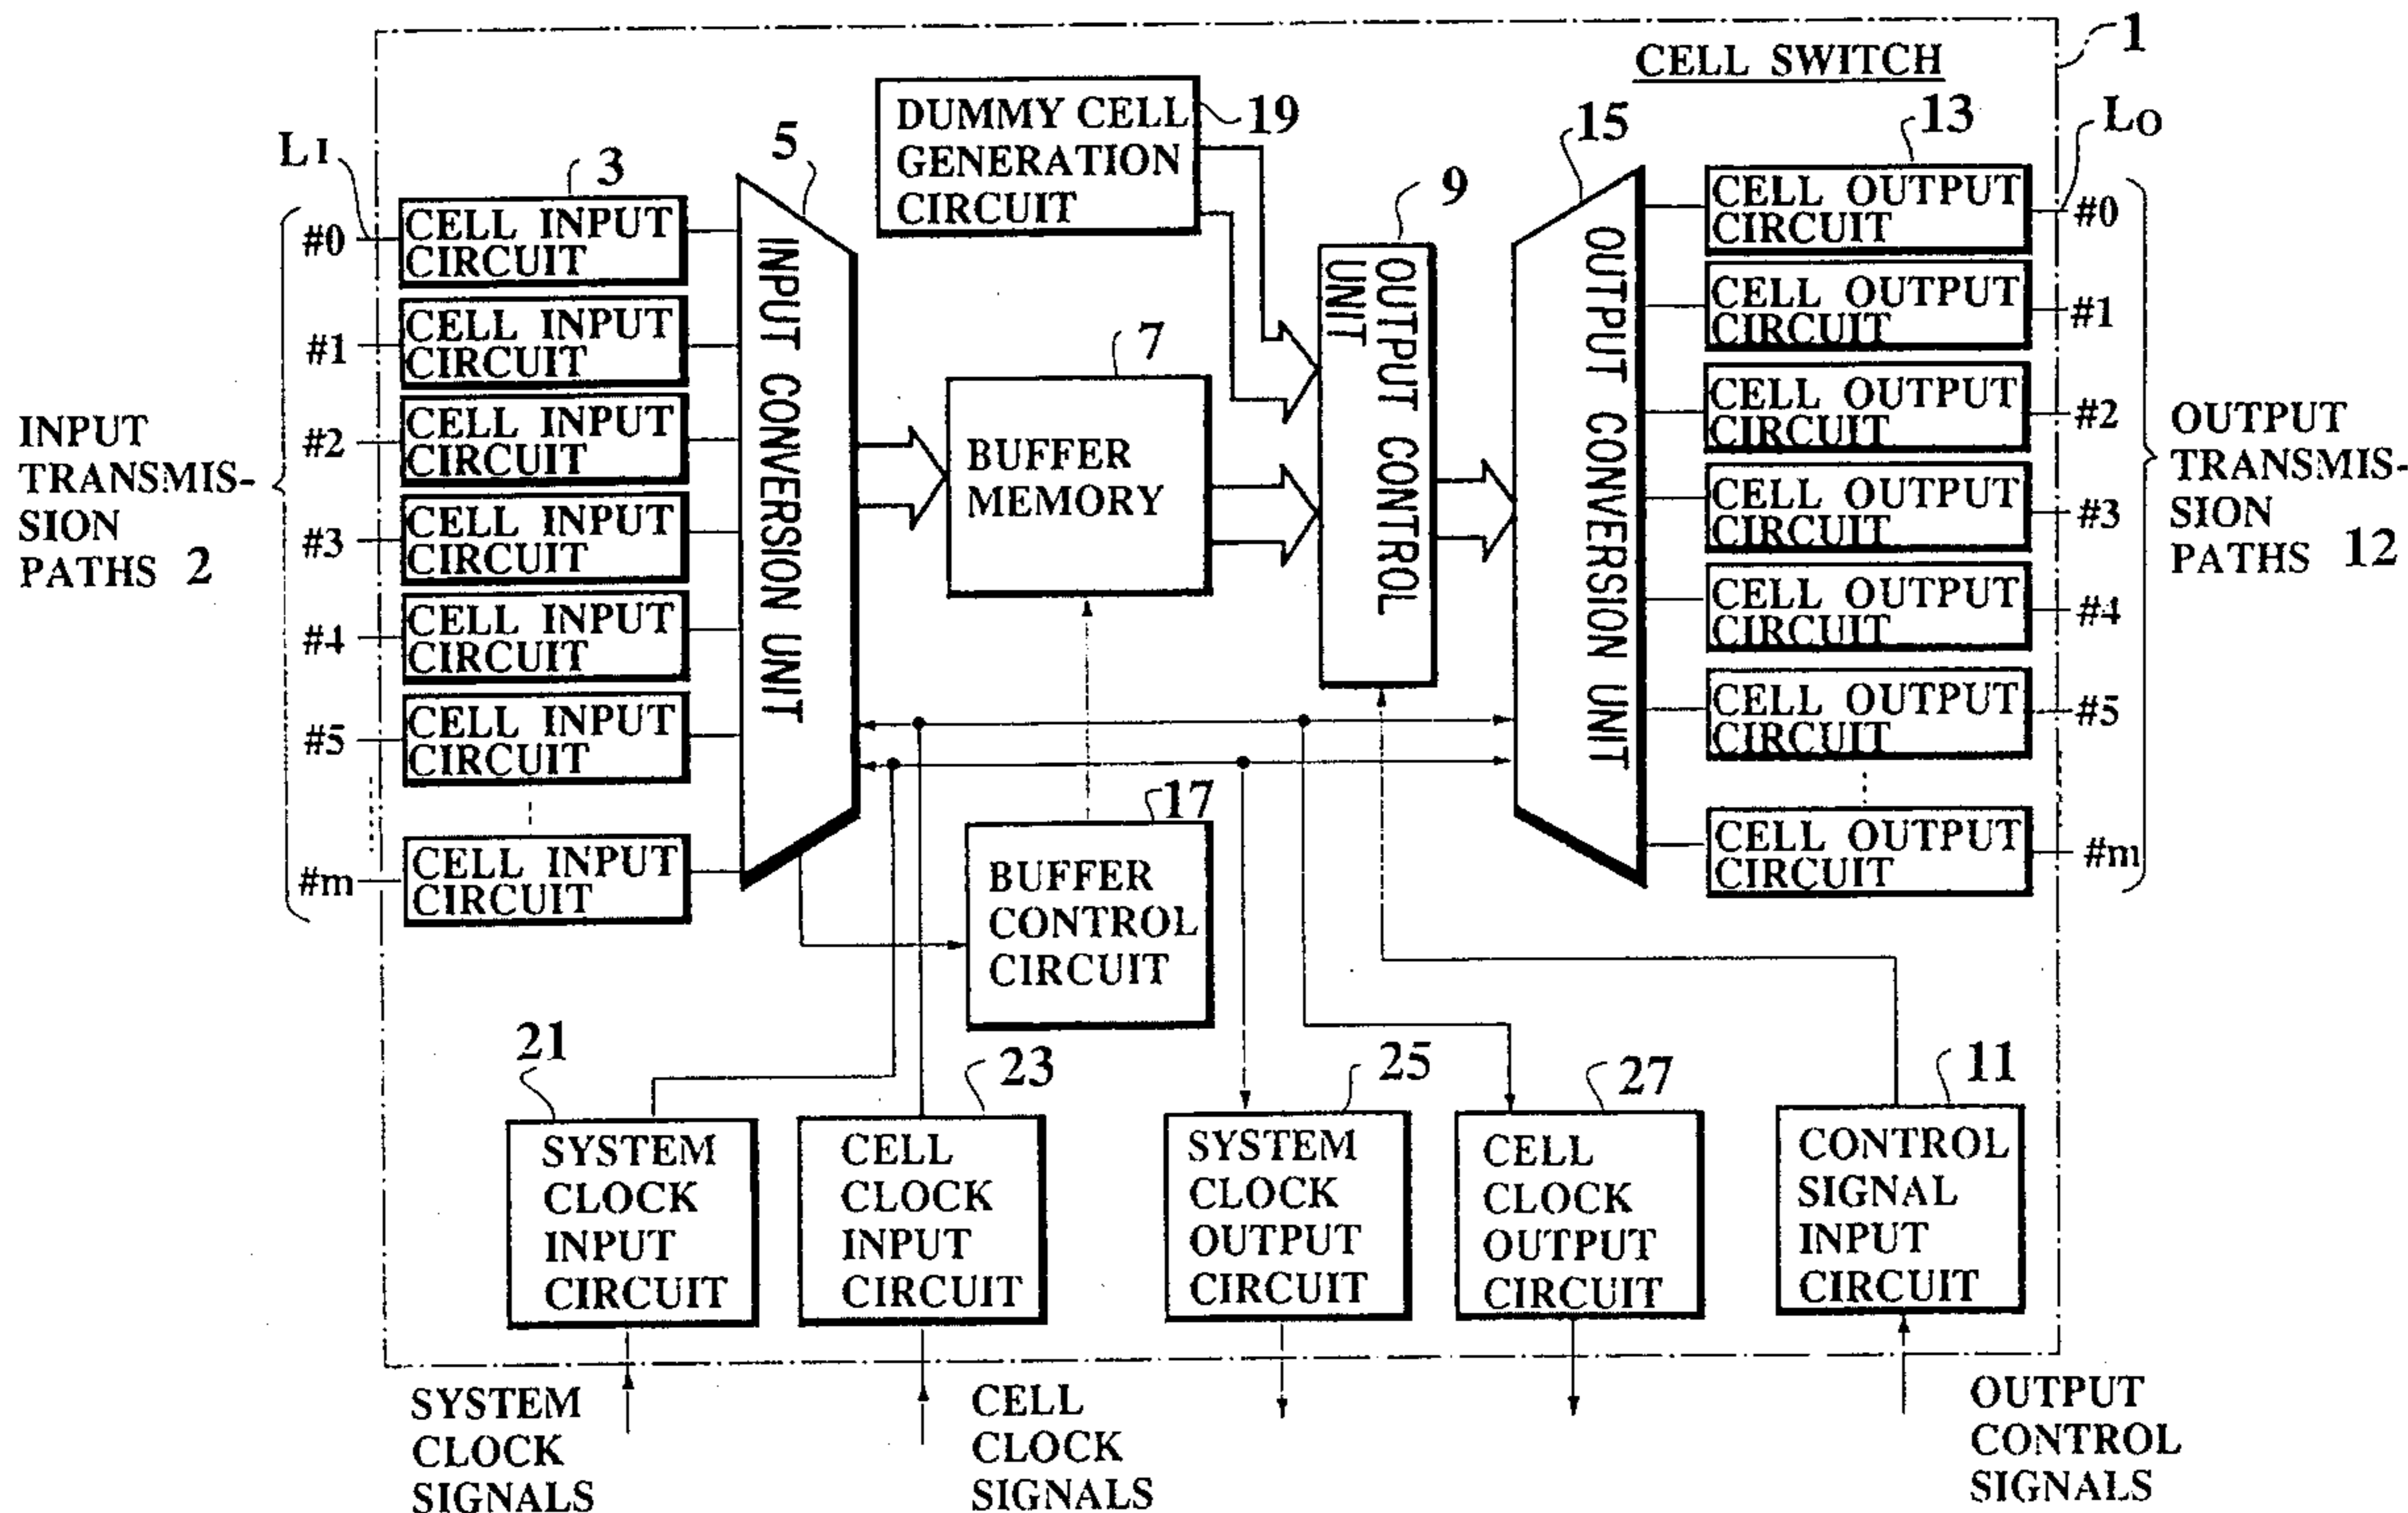 CELL SWITCH
1
DUMMY CELL
GENERATION
CIRCUIT
19
LI
3
5
9
15
13
LO
INPUT
TRANSMIS-
SION
PATHS 2
#0
#1
#2
#3
#4
#5
#m
CELL INPUT
CIRCUIT
CELL INPUT
CIRCUIT
CELL INPUT
CIRCUIT
CELL INPUT
CIRCUIT
CELL INPUT
CIRCUIT
CELL INPUT
CIRCUIT
CELL INPUT
CIRCUIT
INPUT CONVERSION UNIT
7
BUFFER
MEMORY
OUTPUT CONTROL
UNIT
OUTPUT CONVERSION UNIT
CELL OUTPUT
CIRCUIT
CELL OUTPUT
CIRCUIT
CELL OUTPUT
CIRCUIT
CELL OUTPUT
CIRCUIT
CELL OUTPUT
CIRCUIT
CELL OUTPUT
CIRCUIT
CELL OUTPUT
CIRCUIT
#0
#1
#2
#3
#4
#5
#m
OUTPUT
TRANSMIS-
SION
PATHS 12
17
BUFFER
CONTROL
CIRCUIT
21
SYSTEM
CLOCK
INPUT
CIRCUIT
23
CELL
CLOCK
INPUT
CIRCUIT
25
SYSTEM
CLOCK
OUTPUT
CIRCUIT
27
CELL
CLOCK
OUTPUT
CIRCUIT
11
CONTROL
SIGNAL
INPUT
CIRCUIT
SYSTEM
CLOCK
SIGNALS
CELL
CLOCK
SIGNALS
OUTPUT
CONTROL
SIGNALS